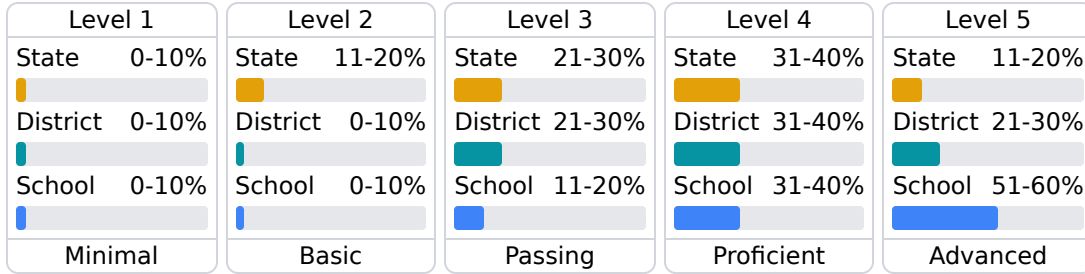 Level 1
State 0-10%
District 0-10%
School 0-10%
Minimal
Level 2
State 11-20%
District 0-10%
School 0-10%
Basic
Level 3
State 21-30%
District 21-30%
School 11-20%
Passing
Level 4
State 31-40%
District 31-40%
School 31-40%
Proficient
Level 5
State 11-20%
District 21-30%
School 51-60%
Advanced